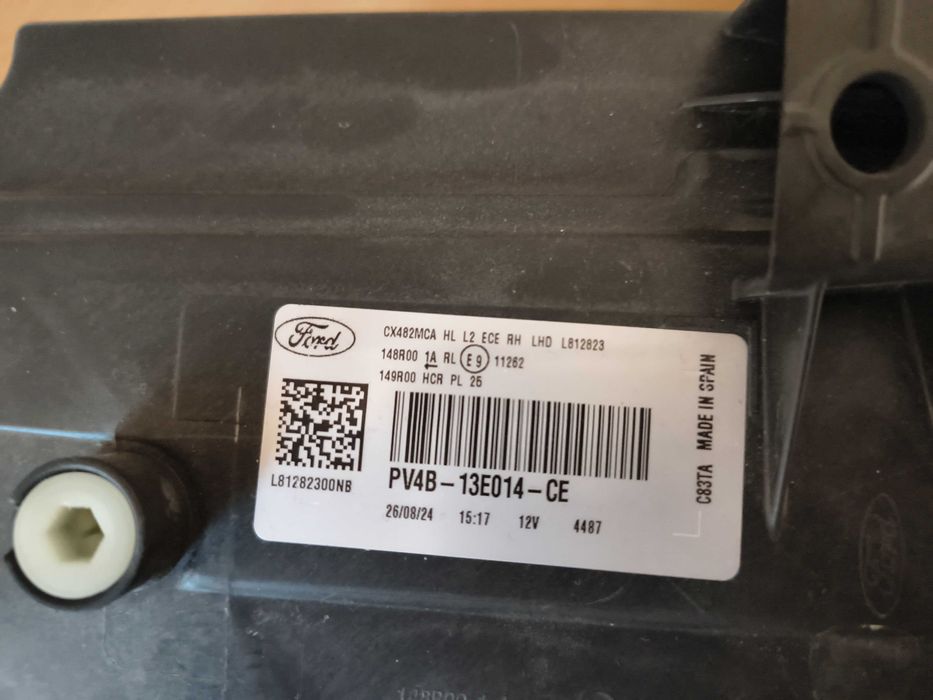 Ford
CX482MCA HL L2 ECE RH LHD L812823
148R00 1A RL E9 11262
149R00 HCR PL 25
L81282300NB
PV4B-13E014-CE
26/08/24 15:17 12V 4487
C83TA MADE IN SPAIN
Ford